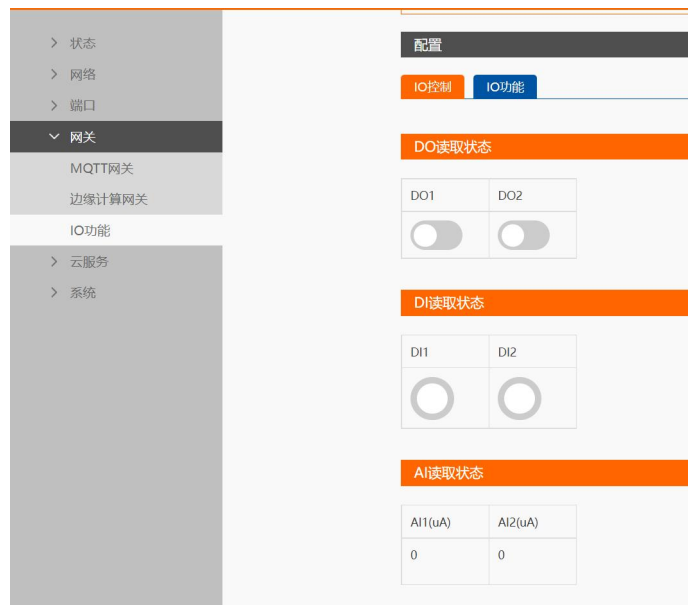 状态
网络
端口
网关
MQTT网关
边缘计算网关
IO功能
云服务
系统
配置
IO控制 IO功能
DO读取状态
DO1 DO2
DI读取状态
DI1 DI2
AI读取状态
AI1(uA) AI2(uA)
0 0